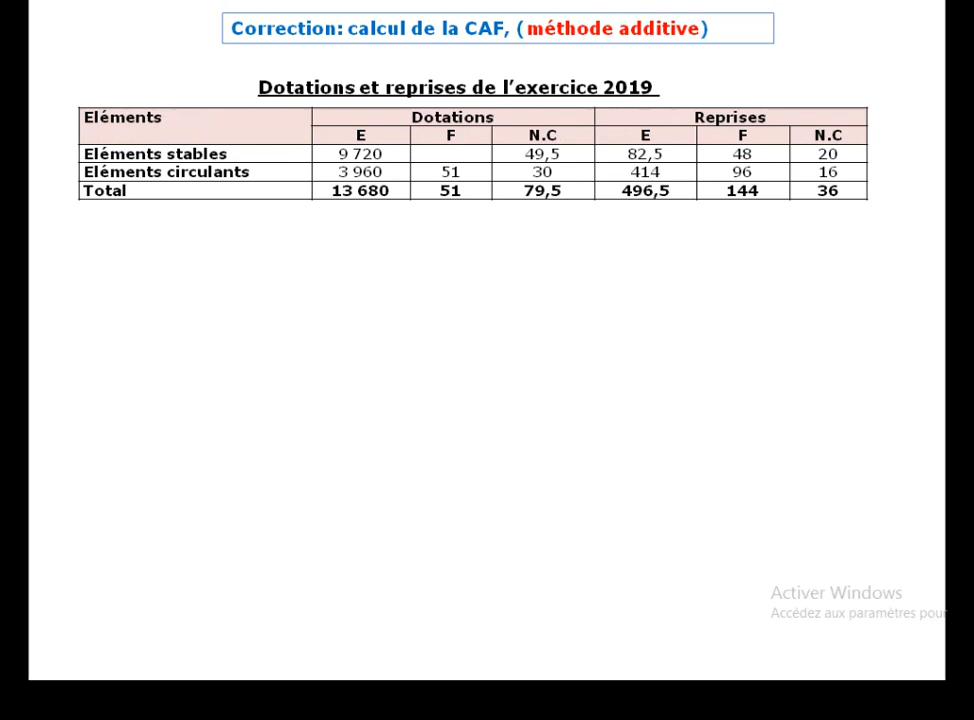 Correction: calcul de la CAF, (méthode additive)
Dotations et reprises de l'exercice 2019
Eléments Dotations Reprises
E F N.C E F N.C
Eléments stables 9 720 49,5 82,5 48 20
Eléments circulants 3 960 51 30 414 96 16
Total 13 680 51 79,5 496,5 144 36
Activer Windows
Accédez aux paramètres pour